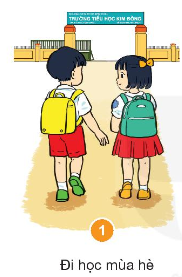 TRƯỜNG TIỂU HỌC KIM ĐỒNG
1
Đi học mùa hè